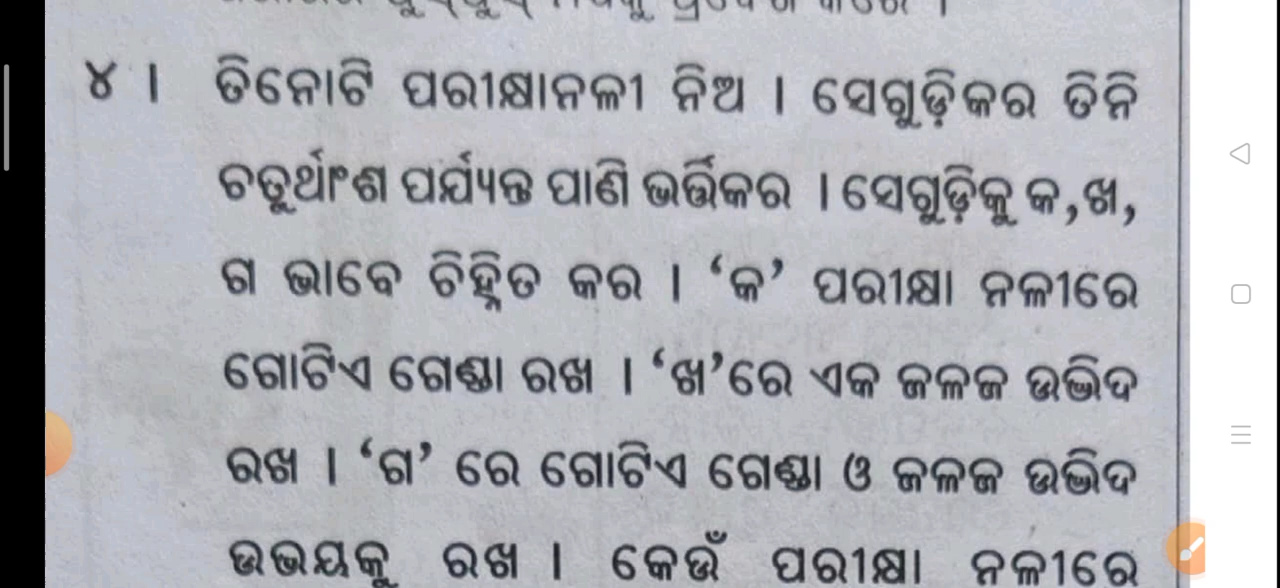 ୪ । ତିନୋଟି ପରୀକ୍ଷାନଳୀ ନିଅ । ସେଗୁଡ଼ିକର ତିନି
ଚତୁର୍ଥାଂଶ ପର୍ଯ୍ୟନ୍ତ ପାଣି ଭର୍ତ୍ତିକର । ସେଗୁଡ଼ିକୁ କ,ଖ,
ଗ ଭାବେ ଚିହ୍ନିତ କର । ‘କ’ ପରୀକ୍ଷା ନଳୀରେ
ଗୋଟିଏ ଗେଣ୍ଡା ରଖ । ‘ଖ’ରେ ଏକ ଜଳଜ ଉଦ୍ଭିଦ
ରଖ । ‘ଗ’ ରେ ଗୋଟିଏ ଗେଣ୍ଡା ଓ ଜଳଜ ଉଦ୍ଭିଦ
ଉଭୟକୁ ରଖ । କେଉଁ ପରୀକ୍ଷା ନଳୀରେ